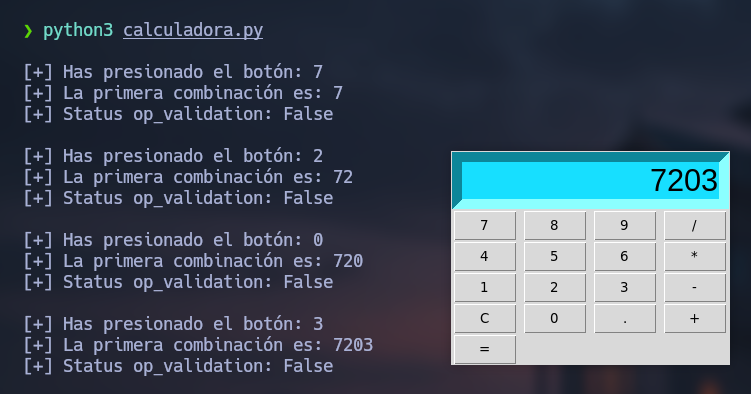 ❯ python3 calculadora.py
[+] Has presionado el botón: 7
[+] La primera combinación es: 7
[+] Status op_validation: False
[+] Has presionado el botón: 2
[+] La primera combinación es: 72
[+] Status op_validation: False
[+] Has presionado el botón: 0
[+] La primera combinación es: 720
[+] Status op_validation: False
[+] Has presionado el botón: 3
[+] La primera combinación es: 7203
[+] Status op_validation: False
7203
7 8 9 /
4 5 6 *
1 2 3 -
C 0 . +
=